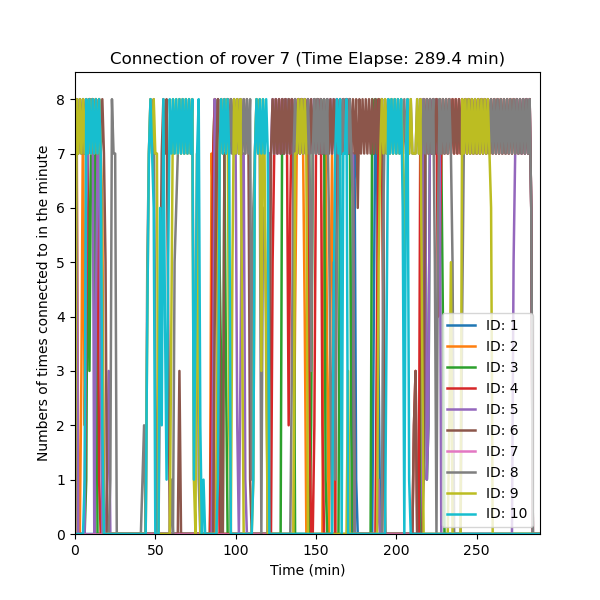 Connection of rover 7 (Time Elapse: 289.4 min)
Numbers of times connected to in the minute
8
7
6
5
4
3
2
1
0
ID: 1
ID: 2
ID: 3
ID: 4
ID: 5
ID: 6
ID: 7
ID: 8
ID: 9
ID: 10
0 50 100 150 200 250
Time (min)